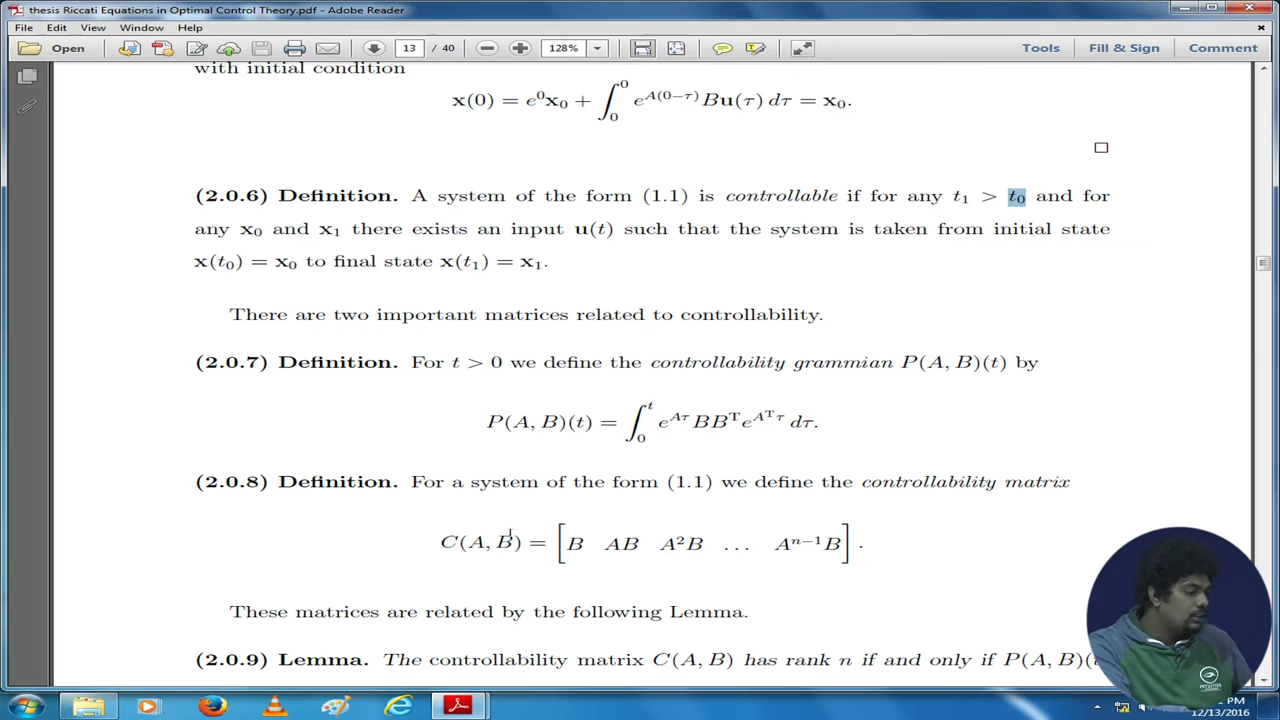 thesis Riccati Equations in Optimal Control Theory.pdf - Adobe Reader
File Edit View Window Help
Open 13 / 40 128% Tools Fill & Sign Comment
with initial condition
x(0) = e⁰x₀ + ∫₀⁰ e^{A(0−τ)} Bu(τ) dτ = x₀.
□
(2.0.6) Definition. A system of the form (1.1) is controllable if for any t₁ > t₀ and for
any x₀ and x₁ there exists an input u(t) such that the system is taken from initial state
x(t₀) = x₀ to final state x(t₁) = x₁.
There are two important matrices related to controllability.
(2.0.7) Definition. For t > 0 we define the controllability grammian P(A, B)(t) by
P(A, B)(t) = ∫₀ᵗ e^{Aτ} BBᵀ e^{Aᵀτ} dτ.
(2.0.8) Definition. For a system of the form (1.1) we define the controllability matrix
C(A, B) = [B AB A²B ... Aⁿ⁻¹B].
These matrices are related by the following Lemma.
(2.0.9) Lemma. The controllability matrix C(A, B) has rank n if and only if P(A, B)(
12/13/2016